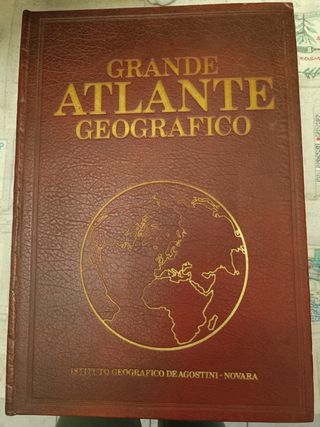 GRANDE
ATLANTE
GEOGRAFICO
ISTITUTO GEOGRAFICO DE AGOSTINI - NOVARA